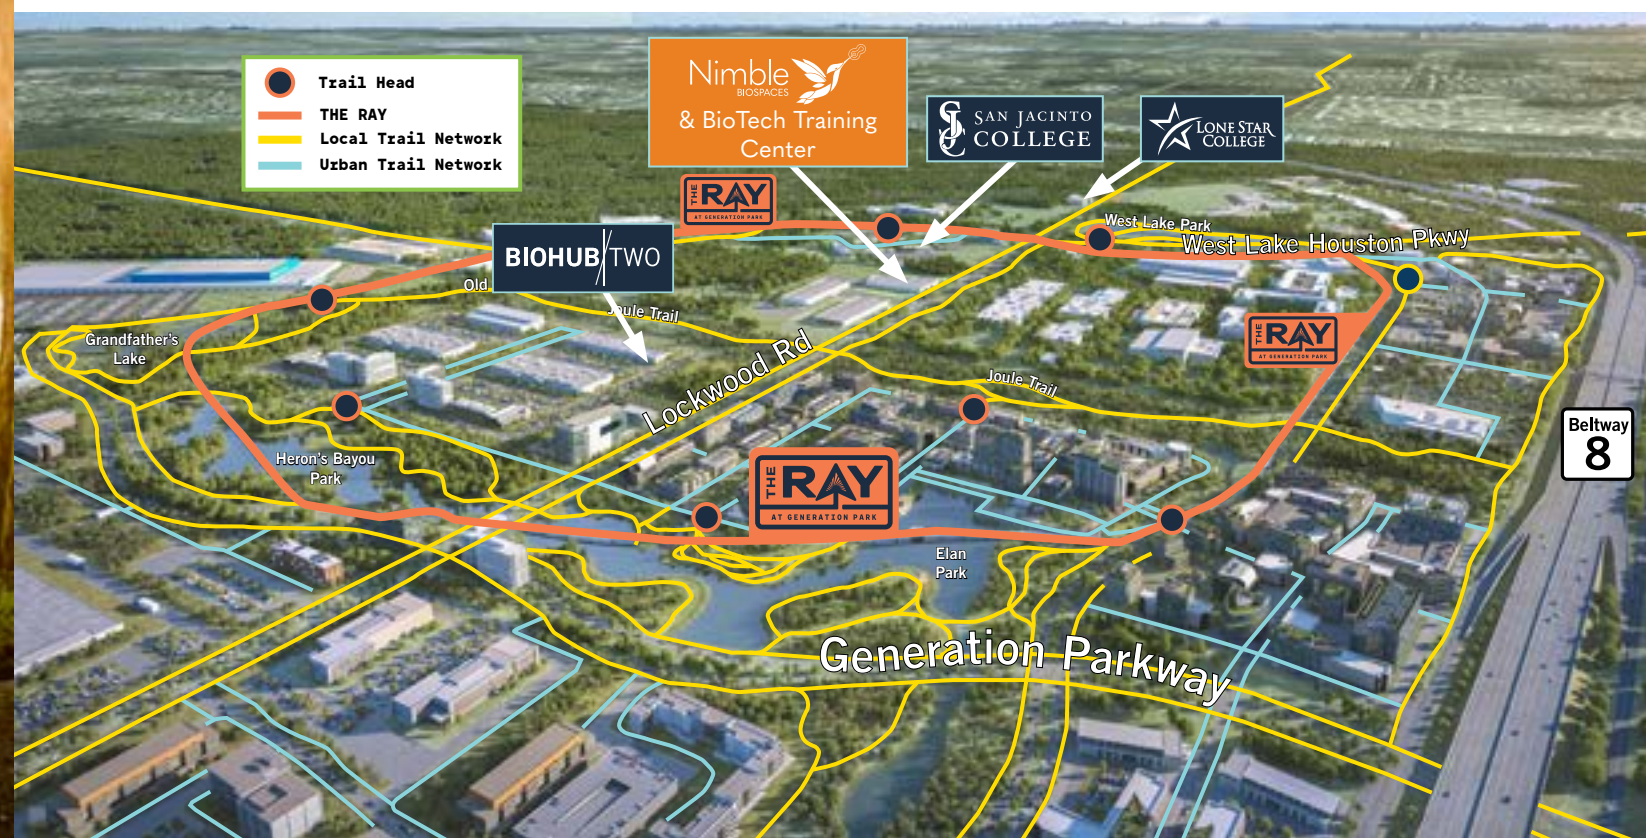 Trail Head
THE RAY
Local Trail Network
Urban Trail Network
Nimble
BIOSPACES
& BioTech Training
Center
SJC
SAN JACINTO
COLLEGE
LONE STAR
COLLEGE
THE RAY
AT GENERATION PARK
BIOHUB TWO
West Lake Park
West Lake Houston Pkwy
Old
Joule Trail
Grandfather's
Lake
Lockwood Rd
THE RAY
AT GENERATION PARK
Joule Trail
Beltway
8
Heron's Bayou
Park
THE RAY
AT GENERATION PARK
Elan
Park
Generation Parkway